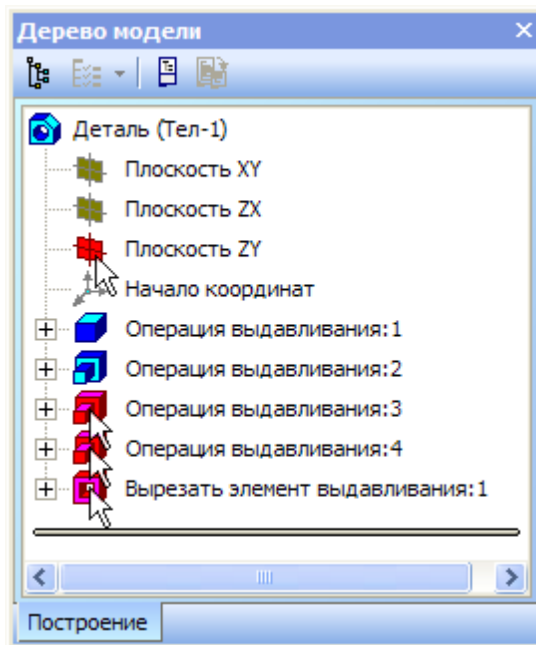 Дерево модели
Деталь (Тел-1)
Плоскость XY
Плоскость ZX
Плоскость ZY
Начало координат
Операция выдавливания:1
Операция выдавливания:2
Операция выдавливания:3
Операция выдавливания:4
Вырезать элемент выдавливания:1
Построение